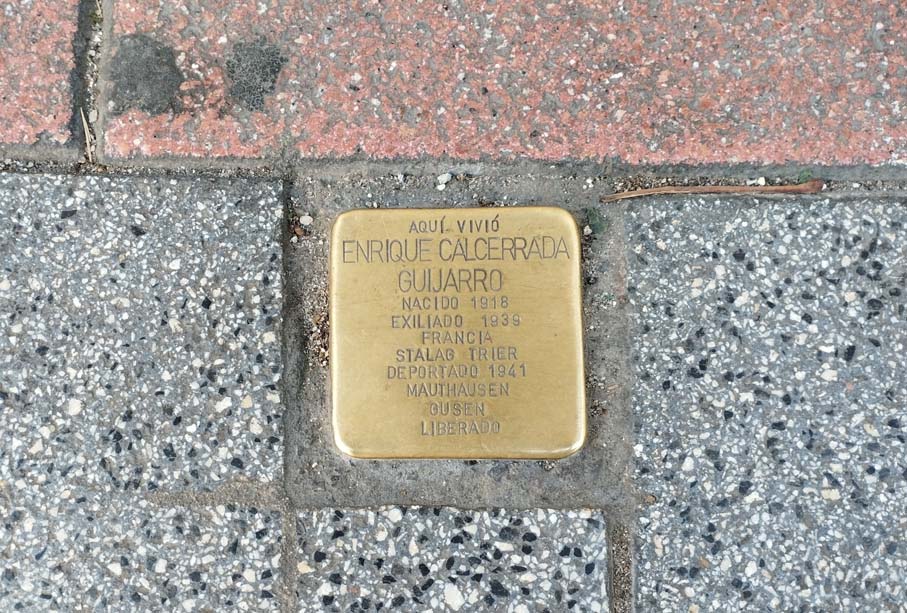 AQUÍ VIVIÓ
ENRIQUE CALCERRADA
GUIJARRO
NACIDO 1918
EXILIADO 1939
FRANCIA
STALAG TRIER
DEPORTADO 1941
MAUTHAUSEN
GUSEN
LIBERADO